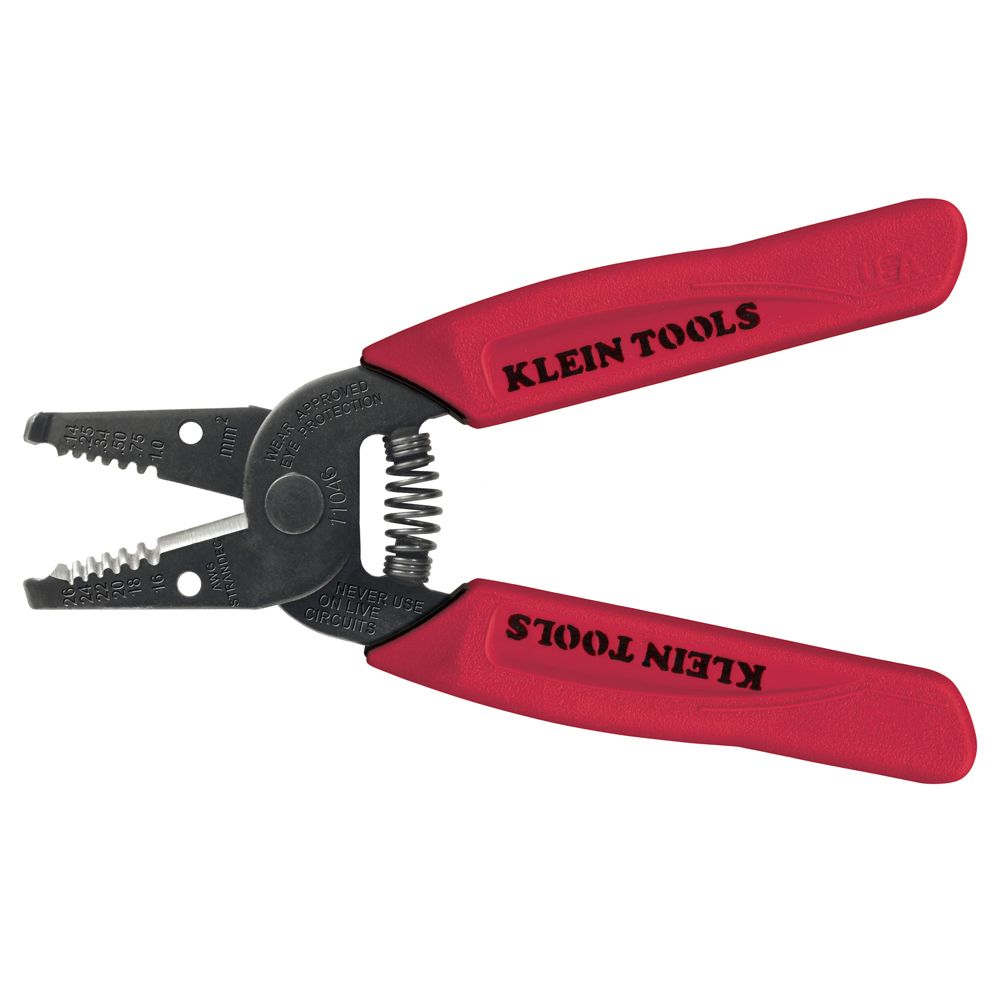 USA
KLEIN TOOLS
WEAR APPROVED
EYE PROTECTION
11046
.14
.25
.34
.50
.75
1.0
mm²
26
24
22
20
18
16
AWG
STRANDED
NEVER USE
ON LIVE
CIRCUITS
KLEIN TOOLS